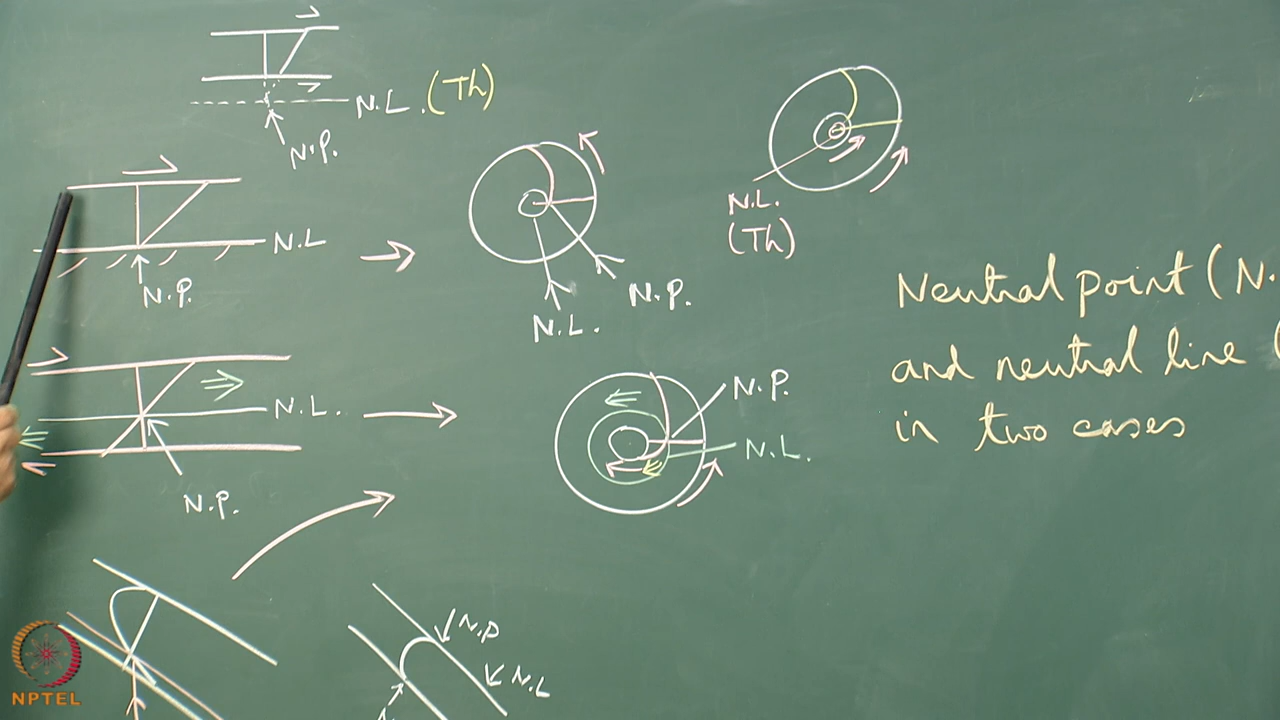 N.L. (Th)
N.P.
N.L.
(Th)
N.L
N.P.
N.P.
N.L.
Neutral point (N.
and neutral line (
in two cases
N.P.
N.L.
N.L.
N.P.
N.P
N.L
NPTEL